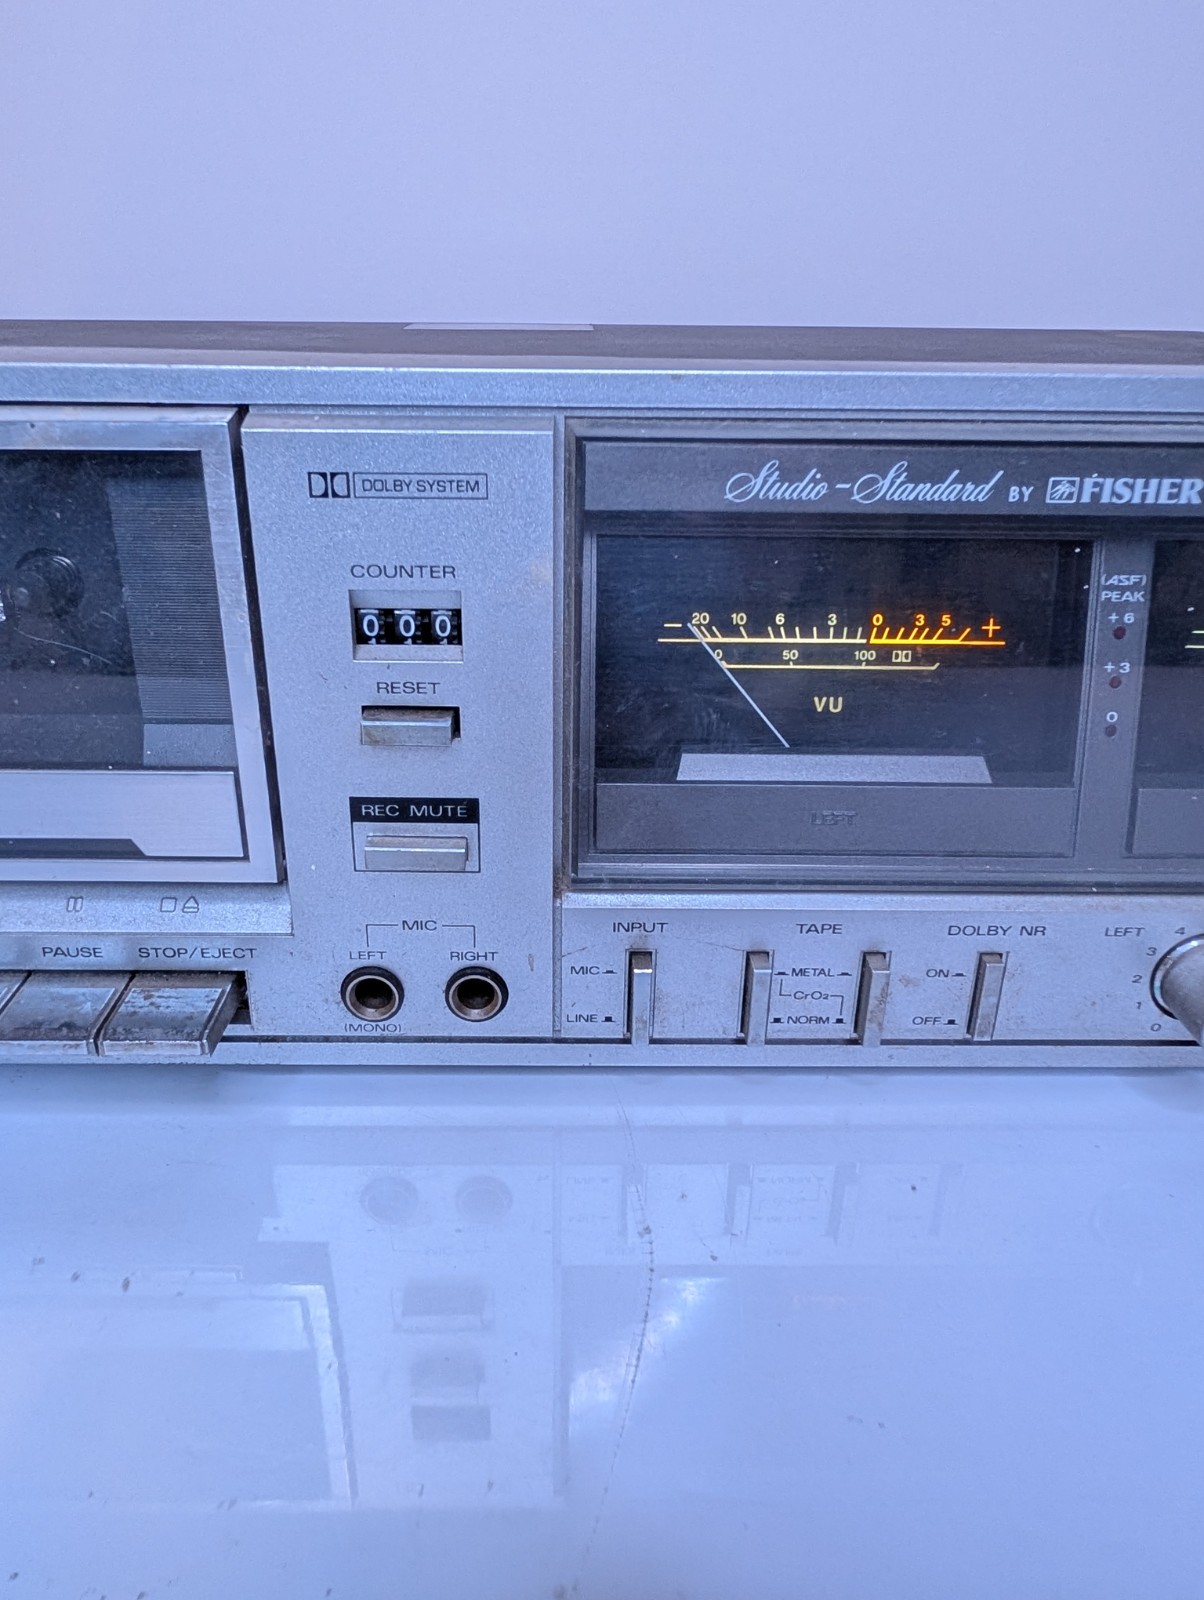 DOLBY SYSTEM
COUNTER
000
RESET
REC MUTE
MIC
LEFT RIGHT
(MONO)
PAUSE STOP/EJECT
Studio-Standard BY FISHER
- 20 10 6 3 0 3 5 +
0 50 100
VU
LEFT
(ASF)
PEAK
+6
+3
0
INPUT TAPE DOLBY NR LEFT
MIC METAL ON
CrO2
LINE NORM OFF
4
3
2
1
0